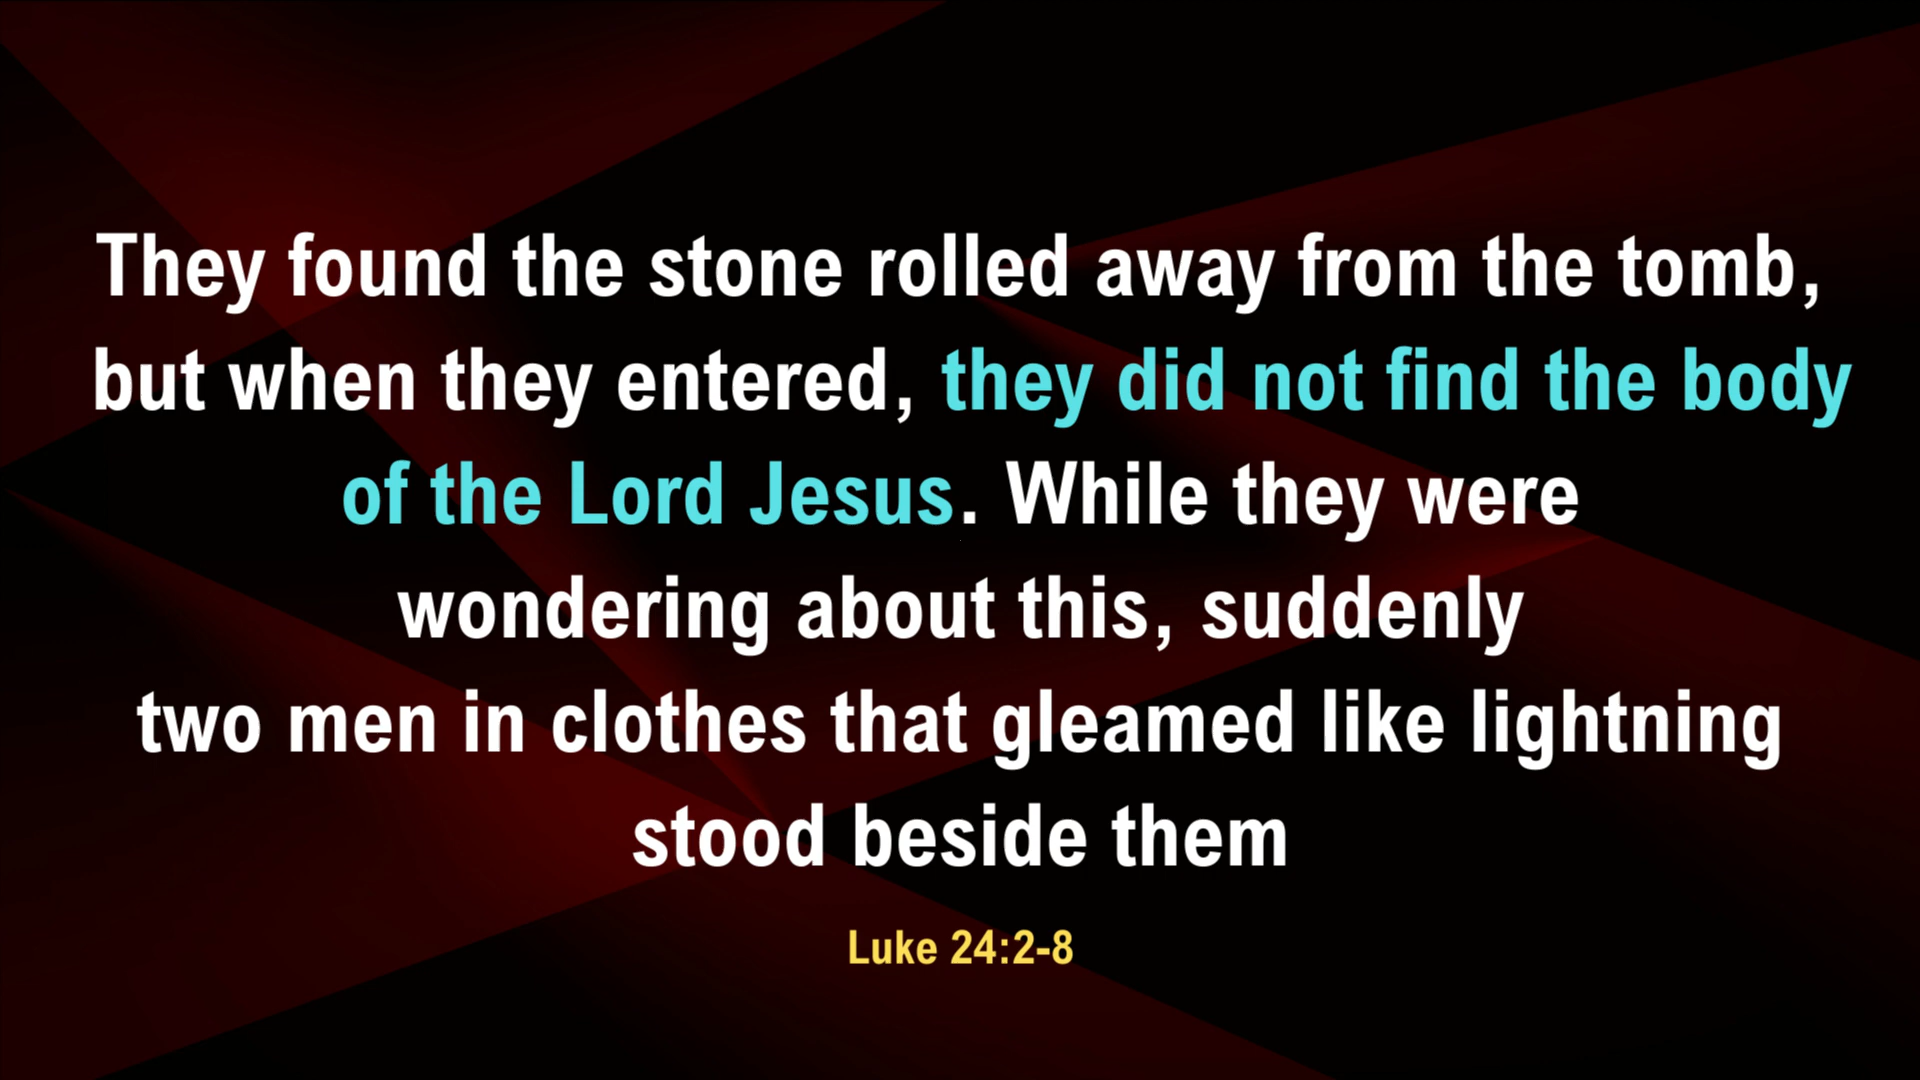 They found the stone rolled away from the tomb,
but when they entered, they did not find the body
of the Lord Jesus. While they were
wondering about this, suddenly
two men in clothes that gleamed like lightning
stood beside them
Luke 24:2-8